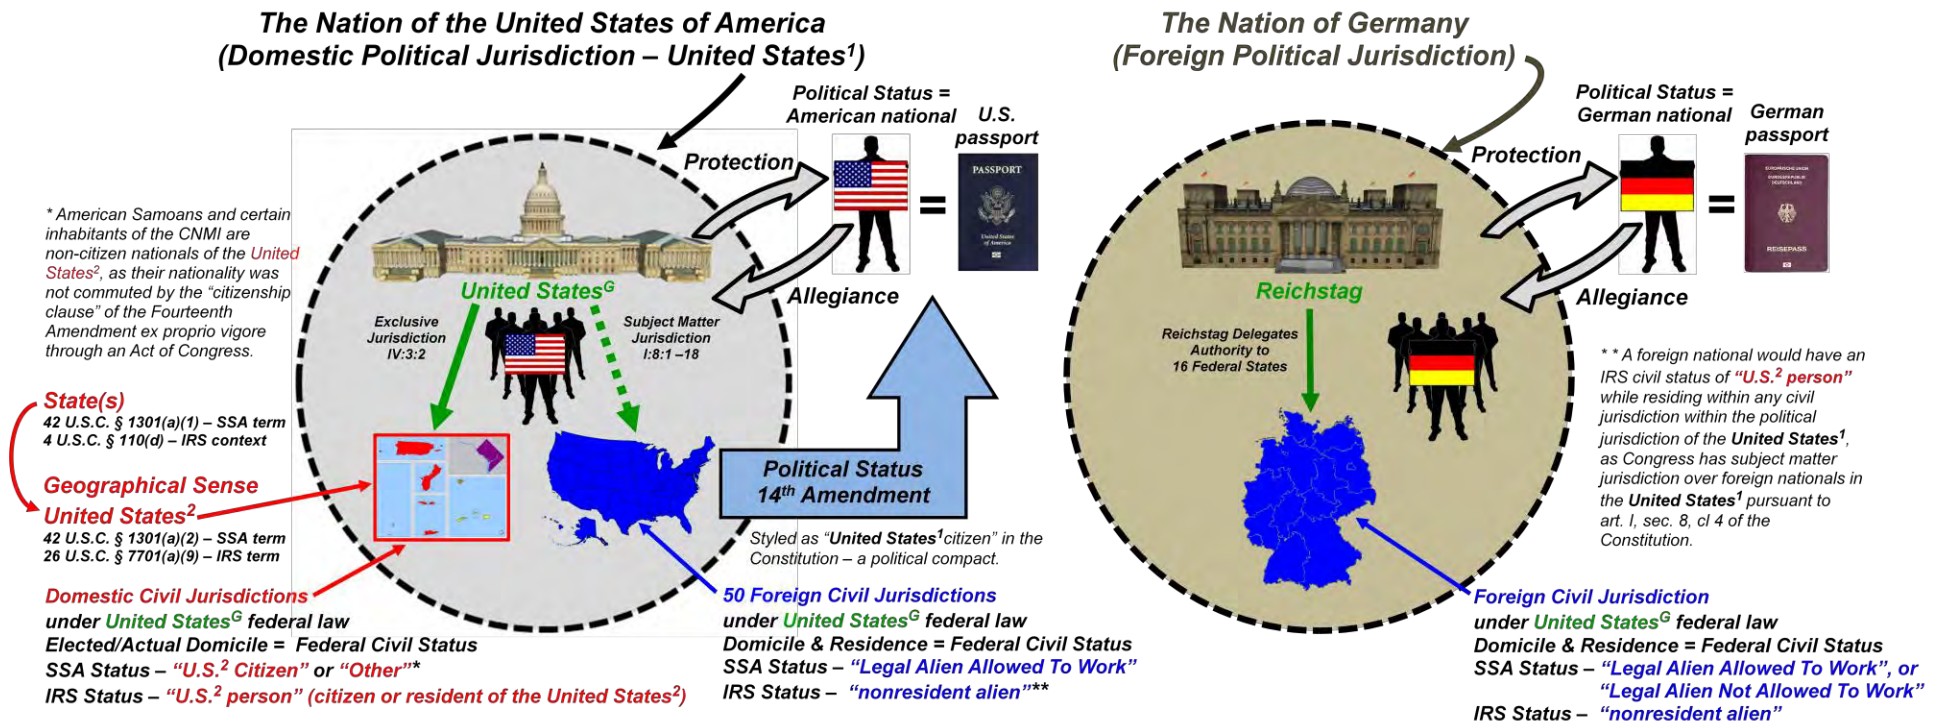 The Nation of the United States of America
(Domestic Political Jurisdiction – United States¹)
Political Status =
American national
U.S.
passport
Protection
PASSPORT
United States
of America
Allegiance
* American Samoans and certain
inhabitants of the CNMI are
non-citizen nationals of the United
States², as their nationality was
not commuted by the “citizenship
clause” of the Fourteenth
Amendment ex proprio vigore
through an Act of Congress.
United Statesᴳ
Exclusive
Jurisdiction
IV:3:2
Subject Matter
Jurisdiction
I:8:1 –18
State(s)
42 U.S.C. § 1301(a)(1) – SSA term
4 U.S.C. § 110(d) – IRS context
Geographical Sense
United States²
42 U.S.C. § 1301(a)(2) – SSA term
26 U.S.C. § 7701(a)(9) – IRS term
Political Status
14th Amendment
Styled as “United States¹citizen” in the
Constitution – a political compact.
Domestic Civil Jurisdictions
under United Statesᴳ federal law
Elected/Actual Domicile = Federal Civil Status
SSA Status – “U.S.² Citizen” or “Other”*
IRS Status – “U.S.² person” (citizen or resident of the United States²)
50 Foreign Civil Jurisdictions
under United Statesᴳ federal law
Domicile & Residence = Federal Civil Status
SSA Status – “Legal Alien Allowed To Work”
IRS Status – “nonresident alien”**
The Nation of Germany
(Foreign Political Jurisdiction)
Political Status =
German national
German
passport
Protection
EUROPÄISCHE UNION
BUNDESREPUBLIK
DEUTSCHLAND
REISEPASS
Allegiance
Reichstag
Reichstag Delegates
Authority to
16 Federal States
* * A foreign national would have an
IRS civil status of “U.S.² person”
while residing within any civil
jurisdiction within the political
jurisdiction of the United States¹,
as Congress has subject matter
jurisdiction over foreign nationals in
the United States¹ pursuant to
art. I, sec. 8, cl 4 of the
Constitution.
Foreign Civil Jurisdiction
under United Statesᴳ federal law
Domicile & Residence = Federal Civil Status
SSA Status – “Legal Alien Allowed To Work”, or
“Legal Alien Not Allowed To Work”
IRS Status – “nonresident alien”